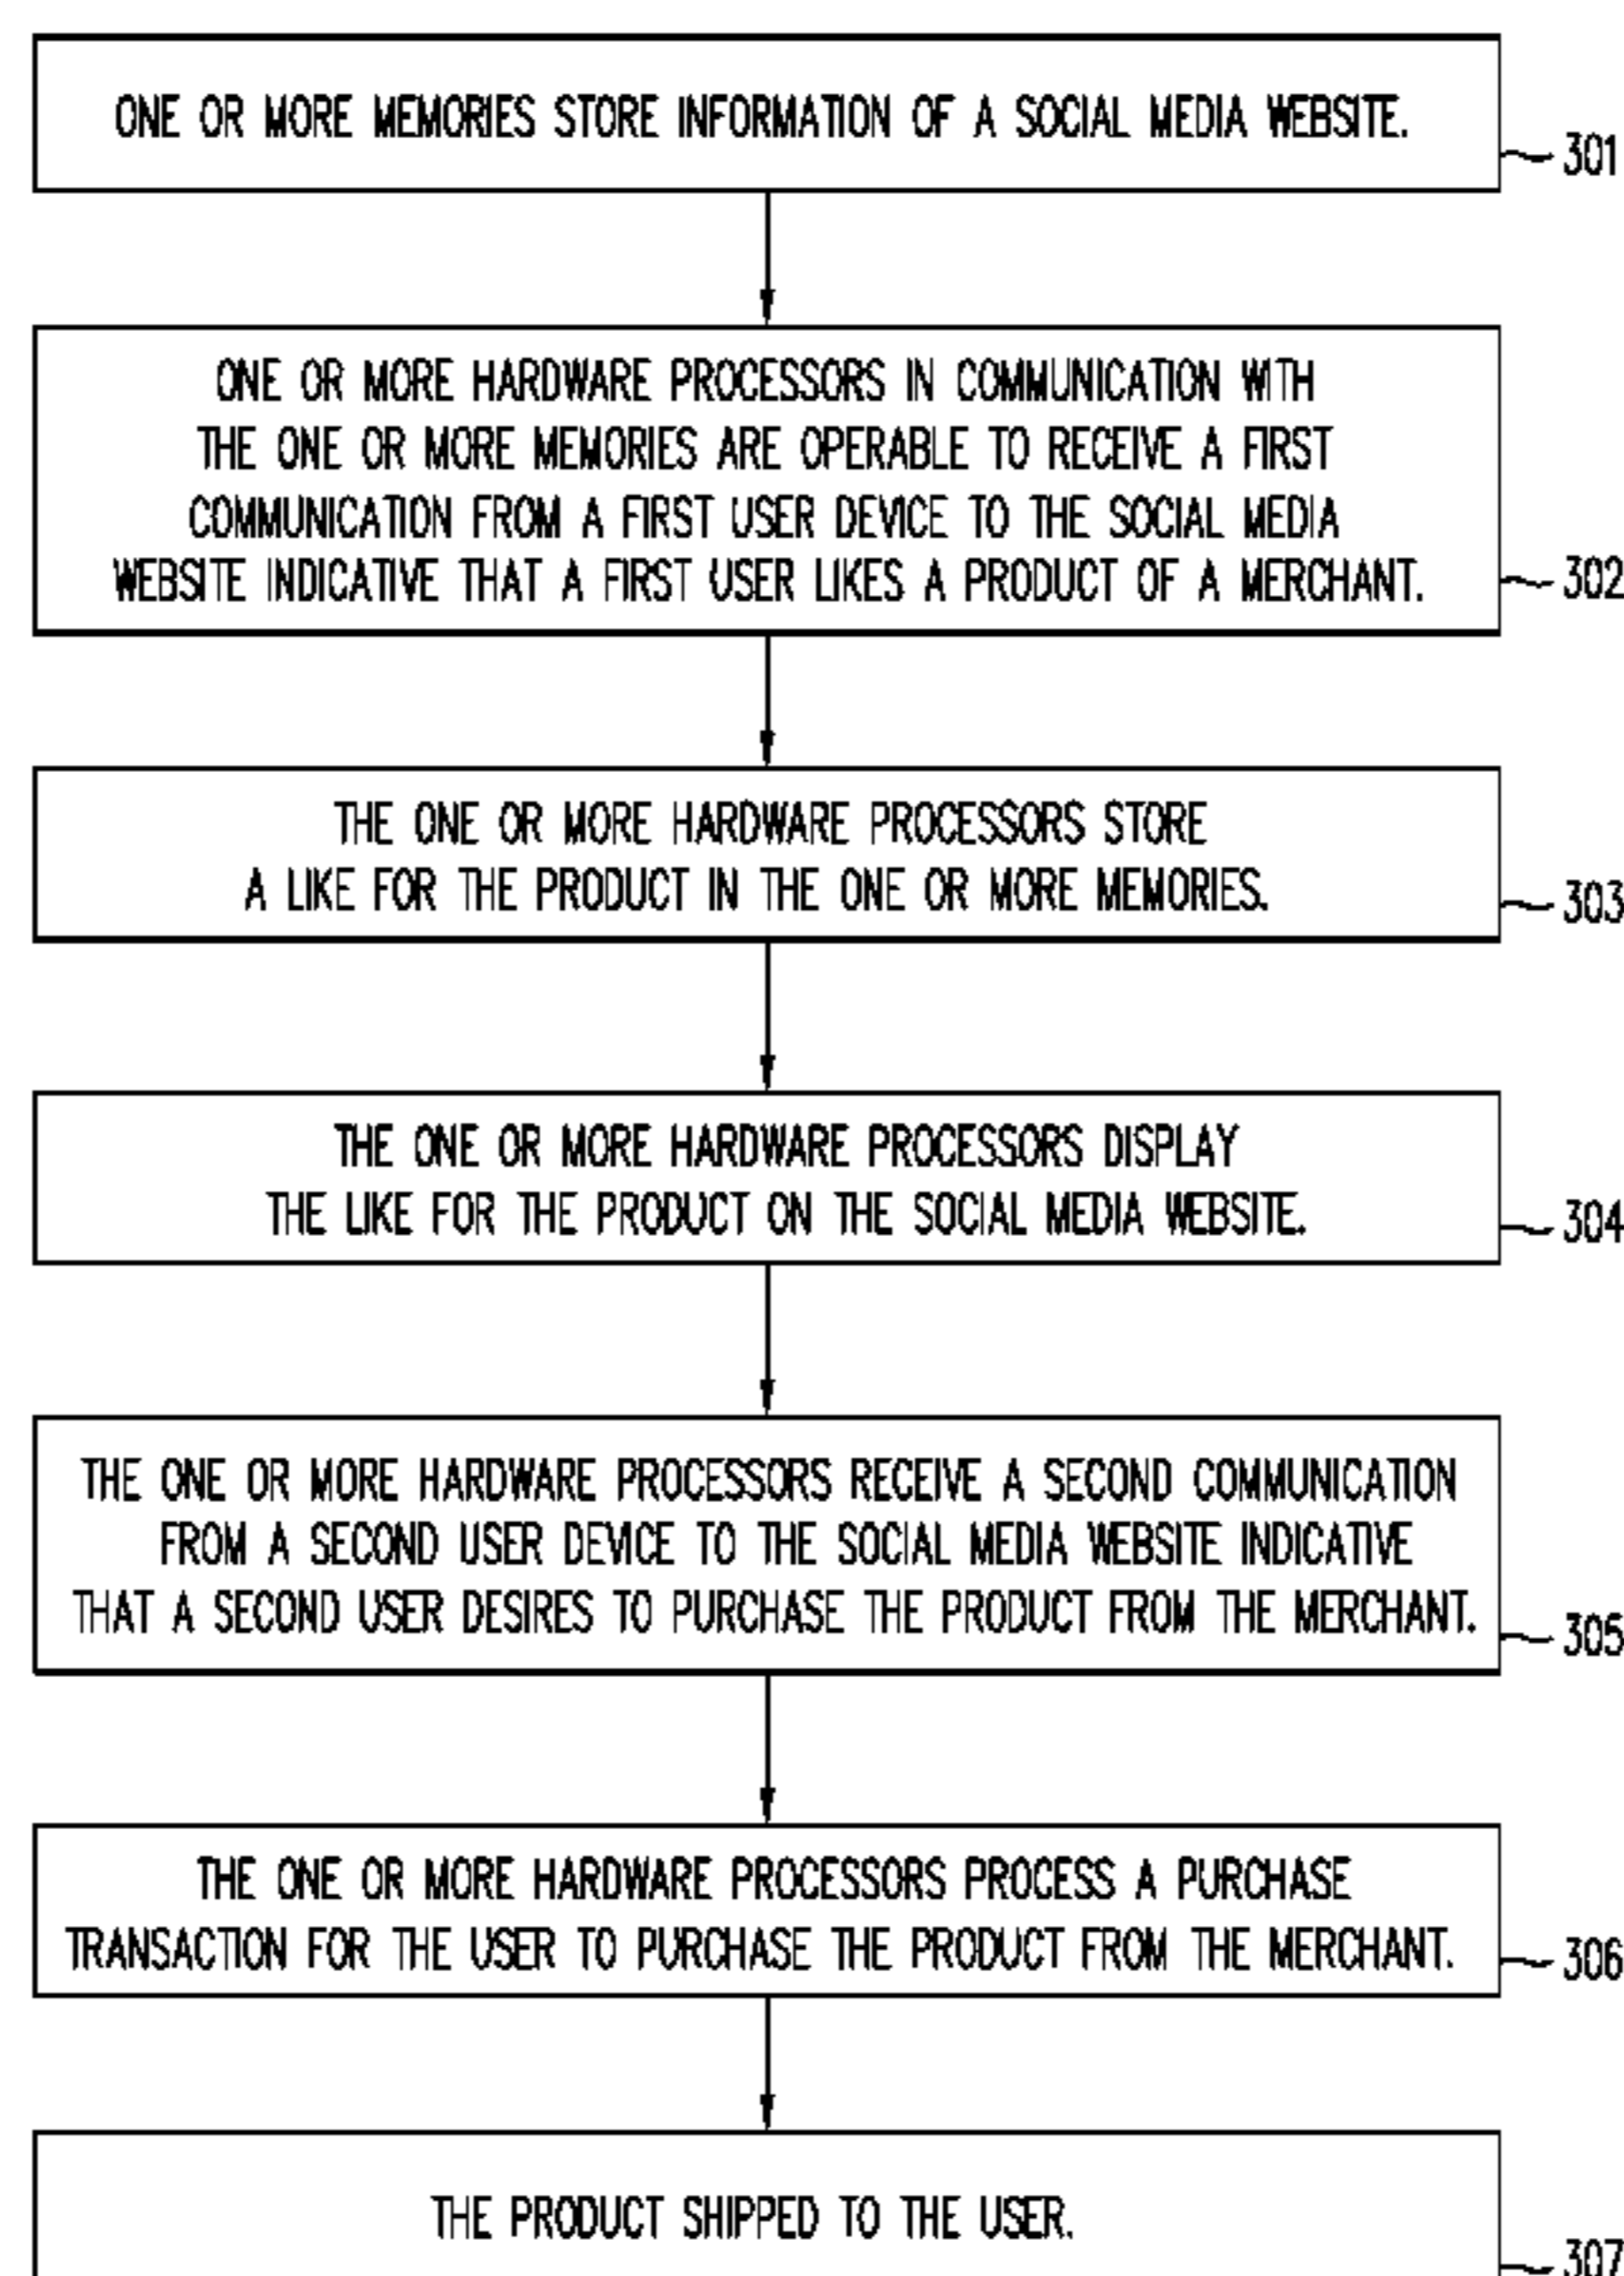 ONE OR MORE MEMORIES STORE INFORMATION OF A SOCIAL MEDIA WEBSITE.
301
ONE OR MORE HARDWARE PROCESSORS IN COMMUNICATION WITH
THE ONE OR MORE MEMORIES ARE OPERABLE TO RECEIVE A FIRST
COMMUNICATION FROM A FIRST USER DEVICE TO THE SOCIAL MEDIA
WEBSITE INDICATIVE THAT A FIRST USER LIKES A PRODUCT OF A MERCHANT.
302
THE ONE OR MORE HARDWARE PROCESSORS STORE
A LIKE FOR THE PRODUCT IN THE ONE OR MORE MEMORIES.
303
THE ONE OR MORE HARDWARE PROCESSORS DISPLAY
THE LIKE FOR THE PRODUCT ON THE SOCIAL MEDIA WEBSITE.
304
THE ONE OR MORE HARDWARE PROCESSORS RECEIVE A SECOND COMMUNICATION
FROM A SECOND USER DEVICE TO THE SOCIAL MEDIA WEBSITE INDICATIVE
THAT A SECOND USER DESIRES TO PURCHASE THE PRODUCT FROM THE MERCHANT.
305
THE ONE OR MORE HARDWARE PROCESSORS PROCESS A PURCHASE
TRANSACTION FOR THE USER TO PURCHASE THE PRODUCT FROM THE MERCHANT.
306
THE PRODUCT SHIPPED TO THE USER.
307